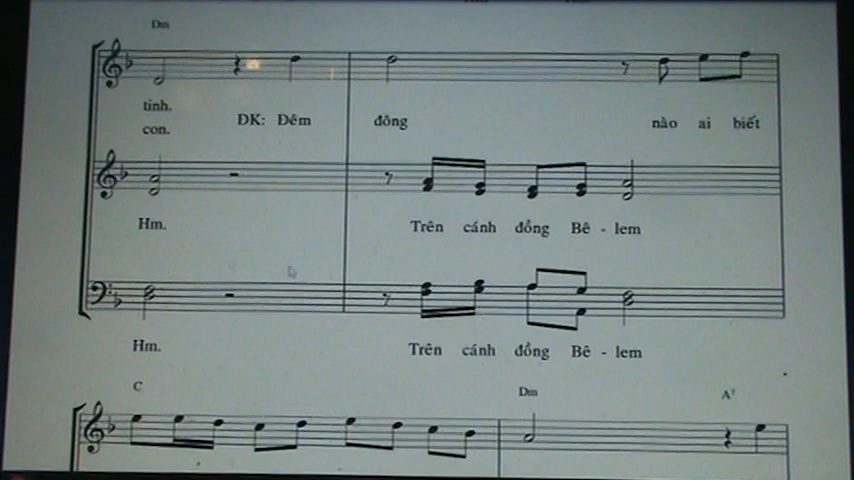 Dm
tinh.
con.
ĐK: Đêm đông nào ai biết
Hm. Trên cánh đồng Bê - lem
Hm. Trên cánh đồng Bê - lem
C Dm A7